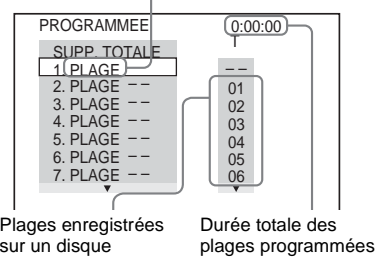 PROGRAMMEE 0:00:00
SUPP. TOTALE T
1. PLAGE – –
2. PLAGE – – 01
3. PLAGE – – 02
4. PLAGE – – 03
5. PLAGE – – 04
6. PLAGE – – 05
7. PLAGE – – 06
Plages enregistrées sur un disque
Durée totale des plages programmées